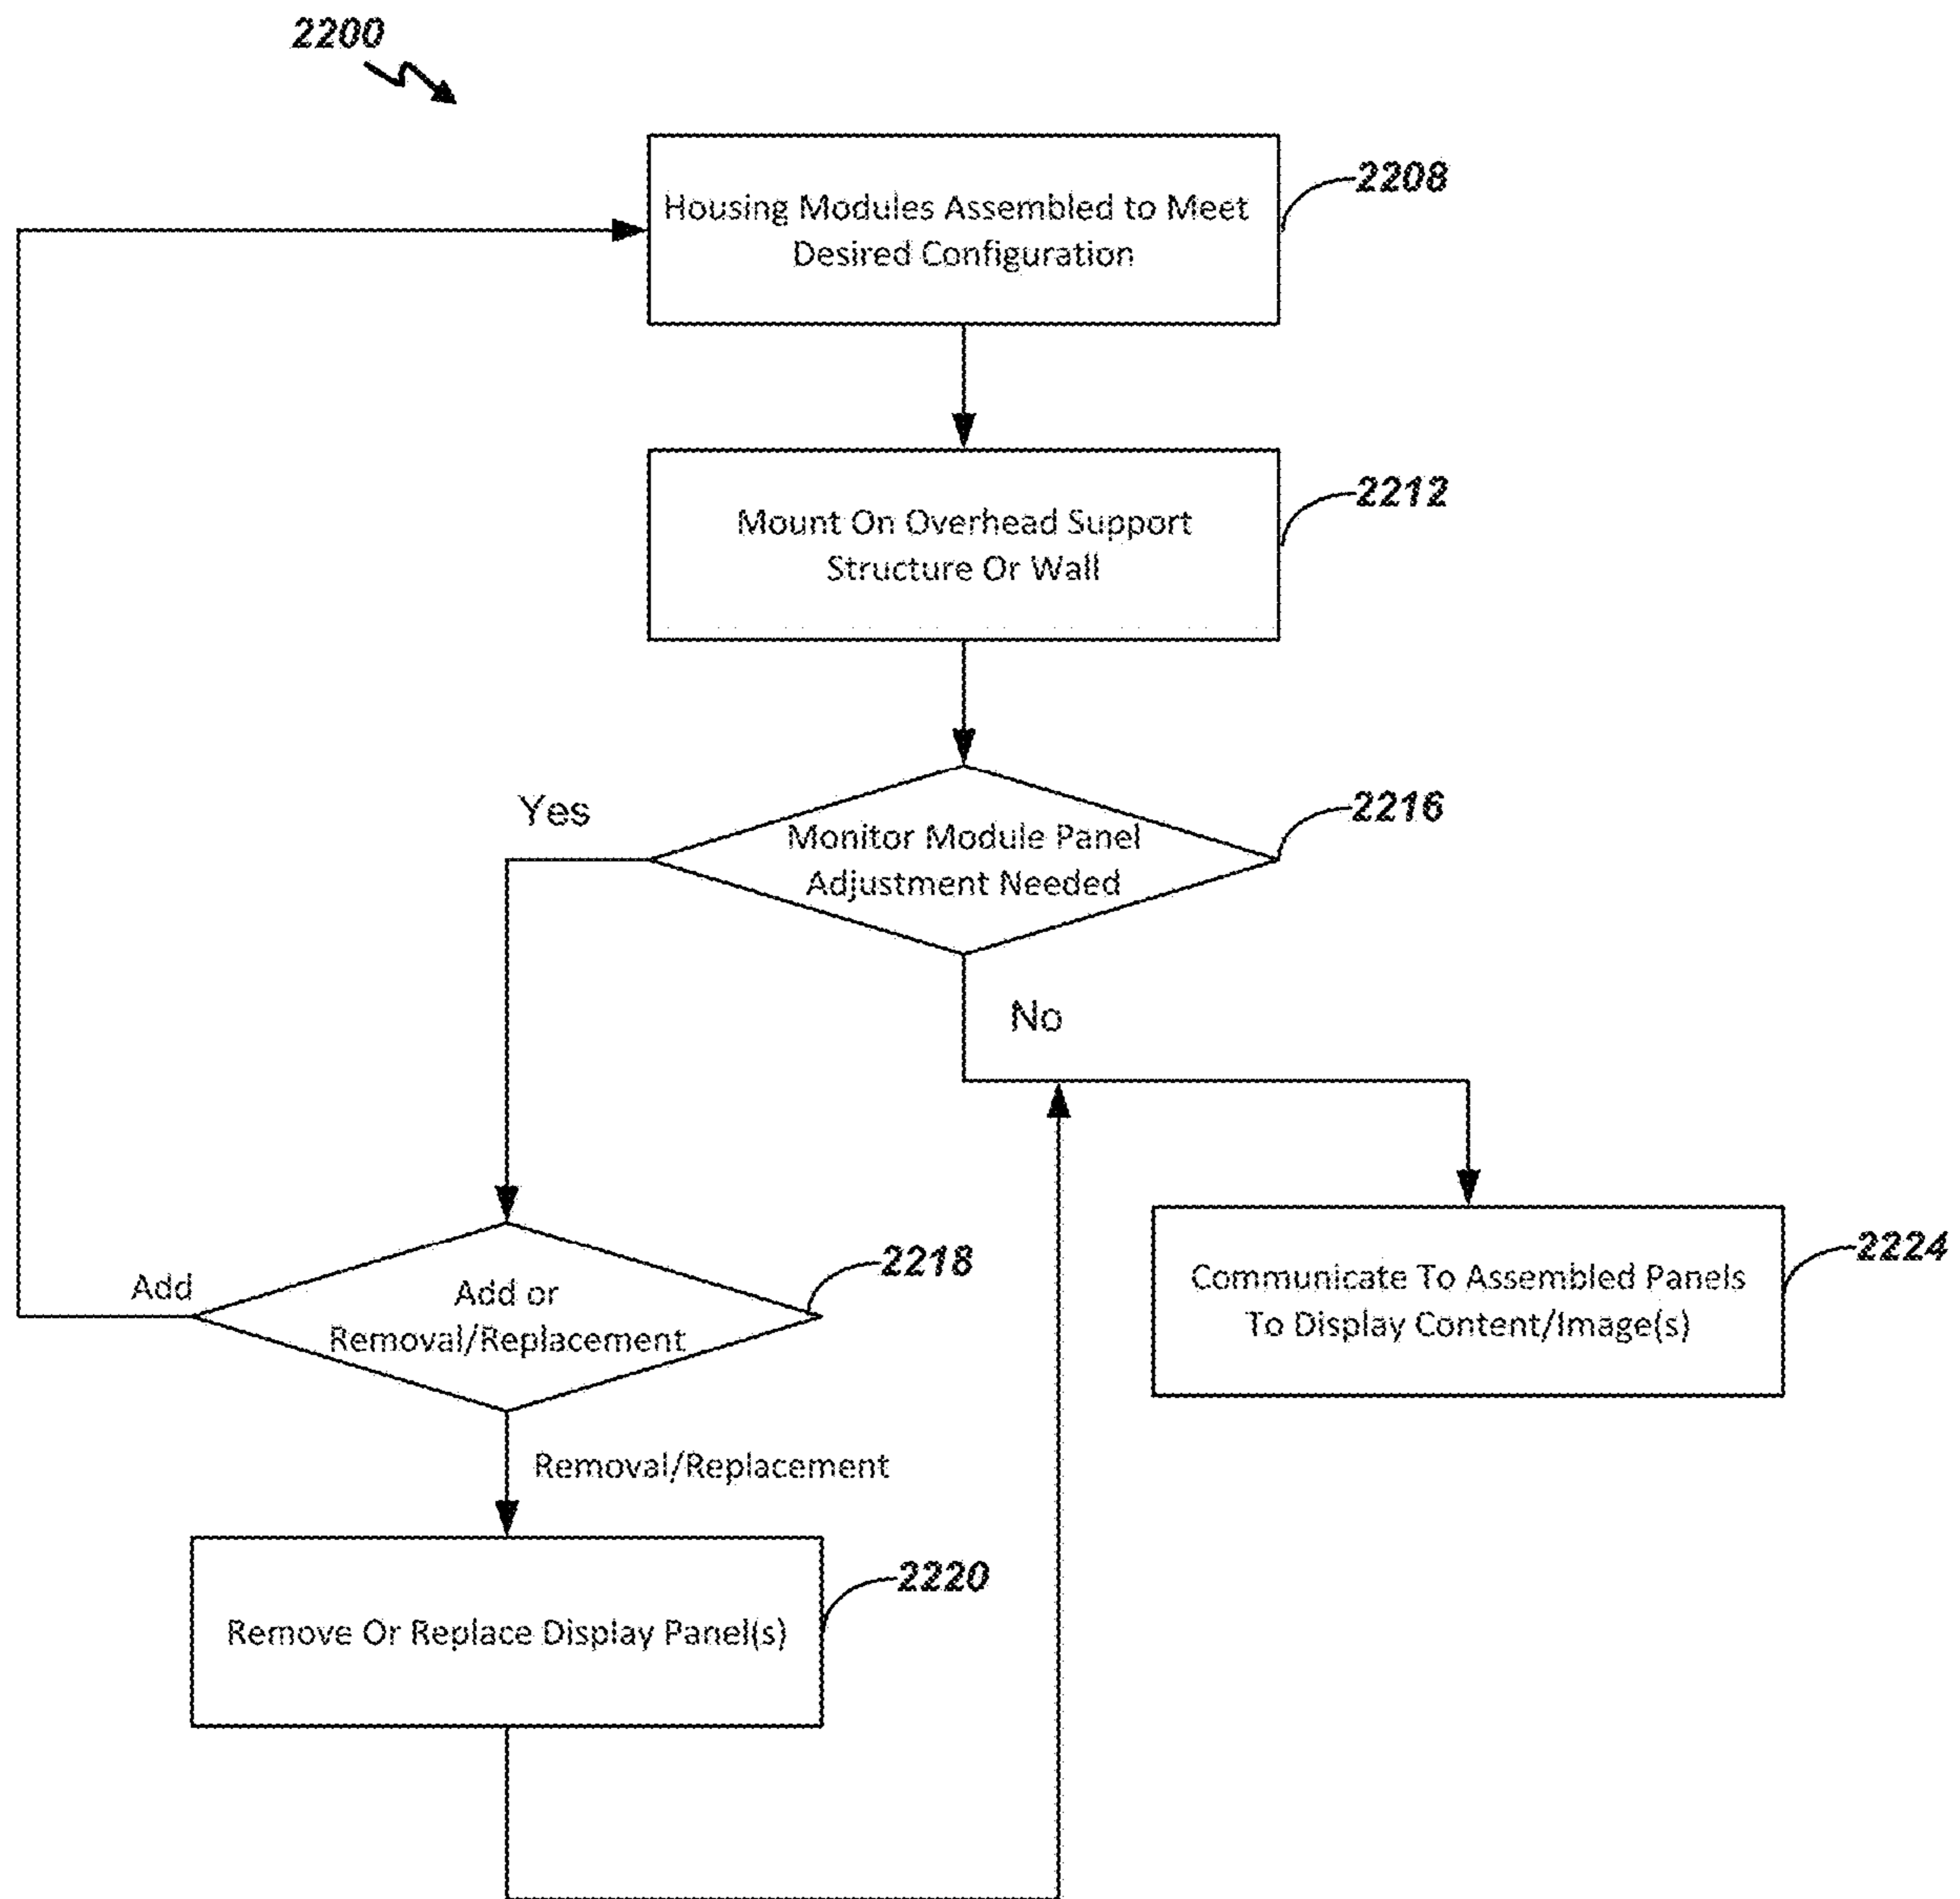 2200
Housing Modules Assembled to Meet
Desired Configuration
2208
Mount On Overhead Support
Structure Or Wall
2212
Yes
Monitor Module Panel
Adjustment Needed
2216
No
Add
Add or
Removal/Replacement
2218
Communicate To Assembled Panels
To Display Content/Image(s)
2224
Removal/Replacement
Remove Or Replace Display Panel(s)
2220